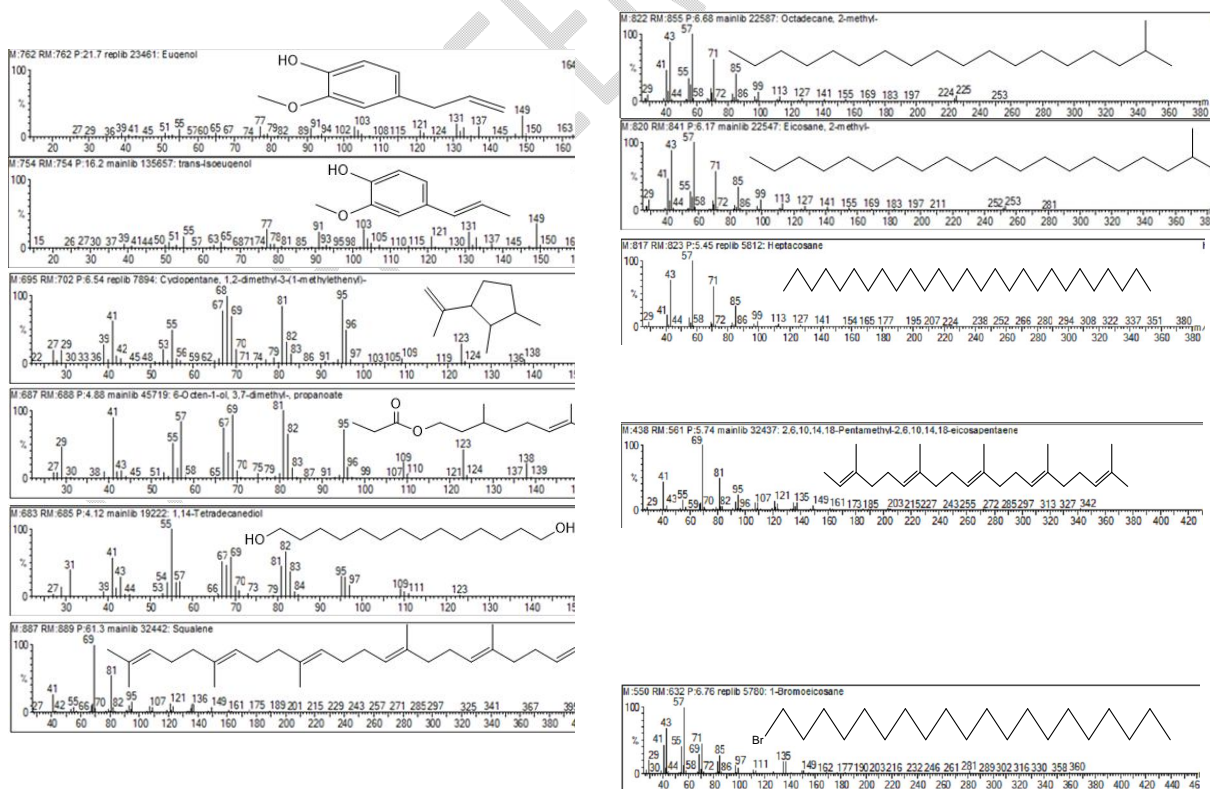 M:762 RM:762 P:21.7 replib 23461: Eugenol
100
%
HO
O
164
27 29 36 39 41 45 51 55 57 60 65 67 74 77 79 82 89 91 94 102 103 108 115 121 124 131 137 145 149 150 163
20 30 40 50 60 70 80 90 100 110 120 130 140 150 160
M:754 RM:754 P:16.2 mainlib 135657: trans-Isoeugenol
100
%
HO
O
15 26 27 30 37 39 41 44 50 51 55 57 63 65 68 71 74 77 79 81 85 91 93 95 98 103 105 110 115 121 130 131 137 145 149 150
20 30 40 50 60 70 80 90 100 110 120 130 140 150
M:695 RM:702 P:6.54 replib 7894: Cyclopentane, 1,2-dimethyl-3-(1-methylethenyl)-
100
%
22 27 29 30 33 36 39 41 42 45 48 53 55 56 59 62 67 68 69 70 71 74 79 81 82 83 86 91 95 96 97 103 105 109 119 123 124 136 138
30 40 50 60 70 80 90 100 110 120 130 140
M:687 RM:688 P:4.88 mainlib 45719: 6-Octen-1-ol, 3,7-dimethyl-, propanoate
100
%
O
O
27 29 30 38 41 43 45 51 55 57 58 65 67 69 70 75 79 81 82 83 87 91 95 96 99 107 109 110 121 123 124 137 138 139
30 40 50 60 70 80 90 100 110 120 130 140
M:683 RM:685 P:4.12 mainlib 19222: 1,14-Tetradecanediol
100
%
HO
OH
27 29 31 39 41 43 44 53 54 55 57 66 67 69 70 73 79 81 82 83 84 95 97 109 111 123
30 40 50 60 70 80 90 100 110 120 130 140
M:887 RM:889 P:61.3 mainlib 32442: Squalene
100
%
27 41 42 55 66 69 70 81 82 95 107 121 136 149 161 175 189 201 215 229 243 257 271 285 297 325 341 367
40 60 80 100 120 140 160 180 200 220 240 260 280 300 320 340 360 380
M:822 RM:855 P:6.68 mainlib 22587: Octadecane, 2-methyl-
100
%
29 41 43 44 55 57 58 71 72 85 86 99 113 127 141 155 169 183 197 224 225 253
40 60 80 100 120 140 160 180 200 220 240 260 280 300 320 340 360 380
M:820 RM:841 P:6.17 mainlib 22547: Eicosane, 2-methyl-
100
%
29 41 43 44 55 57 58 71 72 85 86 99 113 127 141 155 169 183 197 211 252 253 281
40 60 80 100 120 140 160 180 200 220 240 260 280 300 320 340 360 380
M:817 RM:823 P:5.45 replib 5812: Heptacosane
100
%
29 41 43 44 55 57 58 71 72 85 86 99 113 127 141 154 165 177 195 207 224 238 252 266 280 294 308 322 337 351 380
40 60 80 100 120 140 160 180 200 220 240 260 280 300 320 340 360 380
M:438 RM:561 P:5.74 mainlib 32437: 2,6,10,14,18-Pentamethyl-2,6,10,14,18-eicosapentaene
100
%
29 41 43 55 59 69 70 81 82 95 96 107 121 135 149 161 173 185 203 215 227 243 255 272 285 297 313 327 342
40 60 80 100 120 140 160 180 200 220 240 260 280 300 320 340 360 380 400 420
M:550 RM:632 P:6.76 replib 5780: 1-Bromoeicosane
100
%
Br
29 30 41 43 44 55 57 58 69 71 72 85 86 97 111 135 149 162 177 190 203 216 232 246 261 281 289 302 316 330 358 360
40 60 80 100 120 140 160 180 200 220 240 260 280 300 320 340 360 380 400 420 440